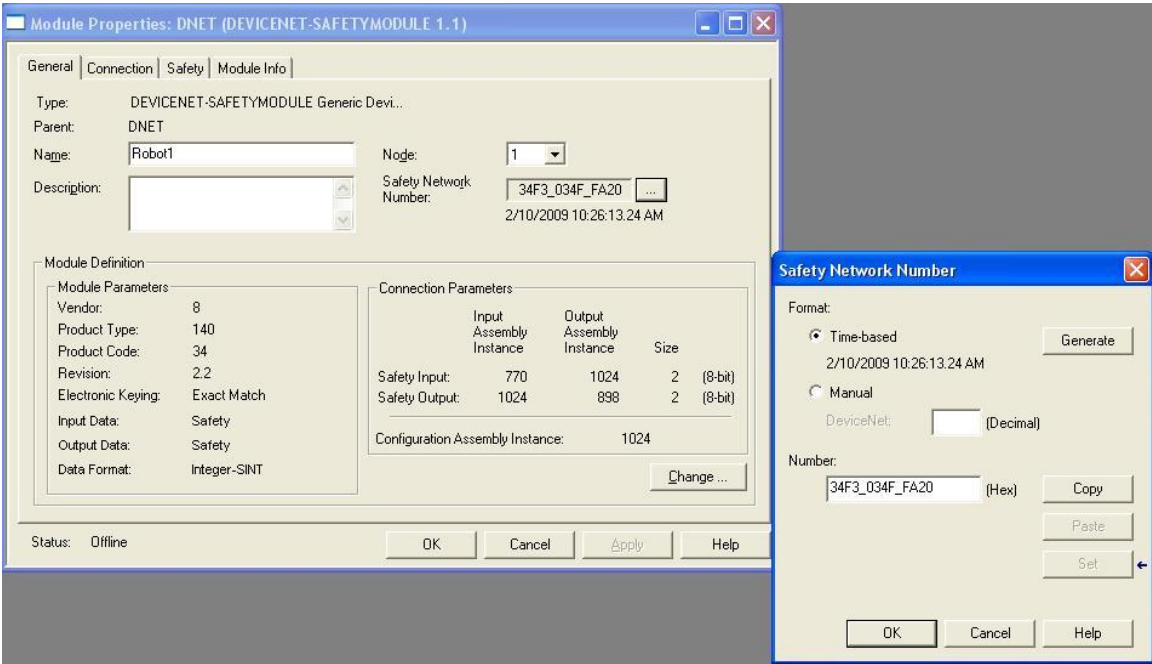 Module Properties: DNET (DEVICENET-SAFETYMODULE 1.1)
General Connection Safety Module Info
Type: DEVICENET-SAFETYMODULE Generic Devi...
Parent: DNET
Name: Robot1
Node: 1
Description:
Safety Network Number: 34F3_034F_FA20 ...
2/10/2009 10:26:13.24 AM
Module Definition
Module Parameters
Vendor: 8
Product Type: 140
Product Code: 34
Revision: 2.2
Electronic Keying: Exact Match
Input Data: Safety
Output Data: Safety
Data Format: Integer-SINT
Connection Parameters
Input Assembly Instance
Output Assembly Instance
Size
Safety Input: 770 1024 2 (8-bit)
Safety Output: 1024 898 2 (8-bit)
Configuration Assembly Instance: 1024
Change ...
Status: Offline
OK Cancel Apply Help
Safety Network Number
Format:
Time-based
Generate
2/10/2009 10:26:13.24 AM
Manual
DeviceNet: (Decimal)
Number:
34F3_034F_FA20 (Hex)
Copy
Paste
Set
OK Cancel Help